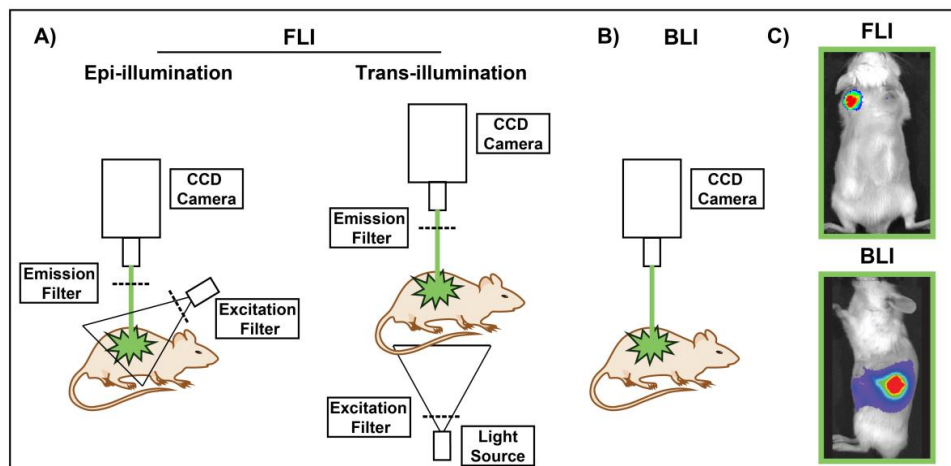 A)
FLI
Epi-illumination
Trans-illumination
CCD
Camera
Emission
Filter
Excitation
Filter
CCD
Camera
Emission
Filter
Excitation
Filter
Light
Source
B)
BLI
CCD
Camera
C)
FLI
BLI